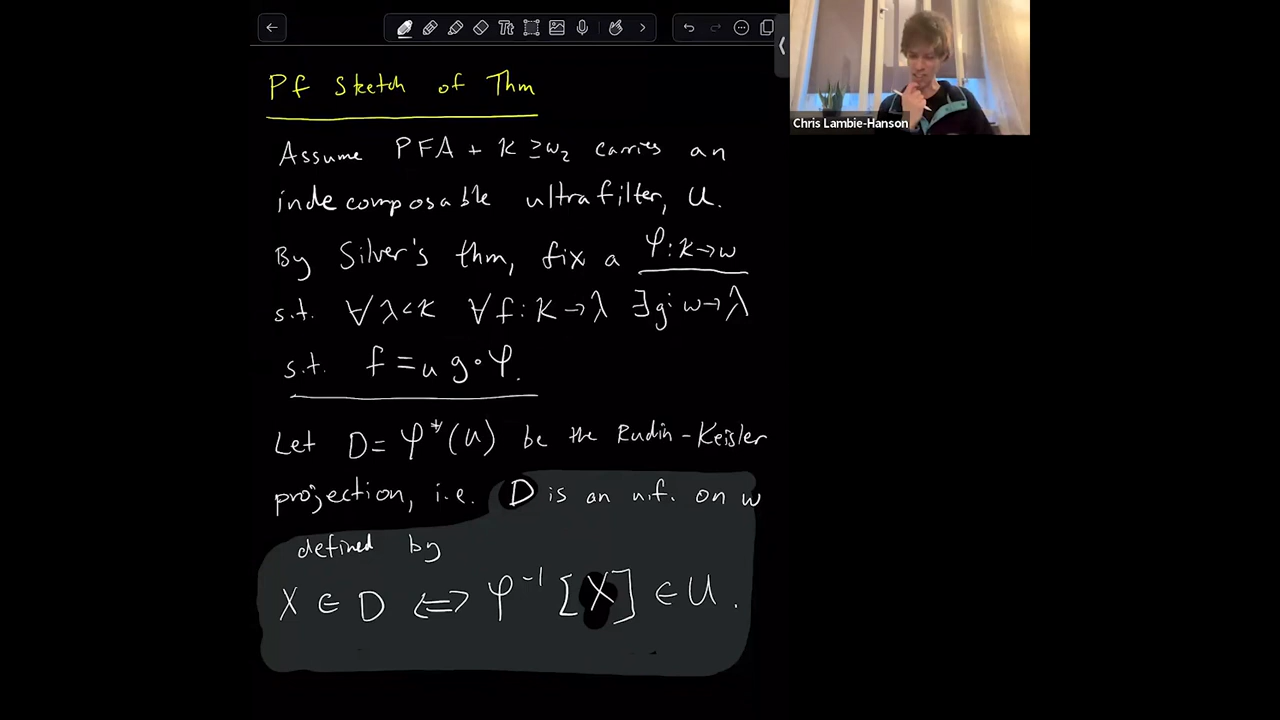 Pf Sketch of Thm
Assume PFA + κ ≥ ω₂ carries an
indecomposable ultrafilter, U.
By Silver's thm, fix a φ: κ → ω
s.t. ∀λ<κ ∀f: κ → λ ∃g: ω → λ
s.t. f =ᵤ g∘φ.
Let D = φ*(U) be the Rudin-Keisler
projection, i.e. D is an u.f. on ω
defined by
X ∈ D ⇔ φ⁻¹[X] ∈ U.
Tt
Chris Lambie-Hanson